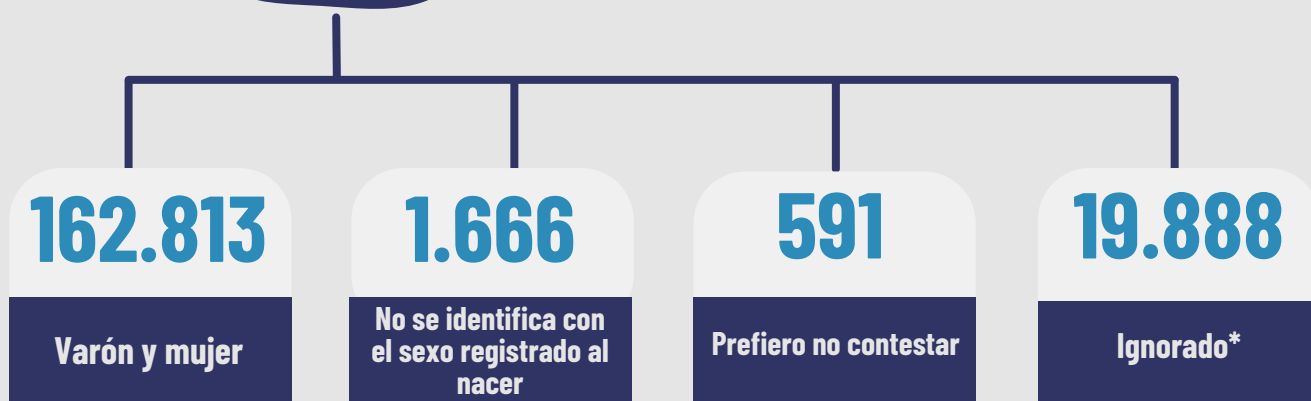 162.813
Varón y mujer
1.666
No se identifica con
el sexo registrado al
nacer
591
Prefiero no contestar
19.888
Ignorado*